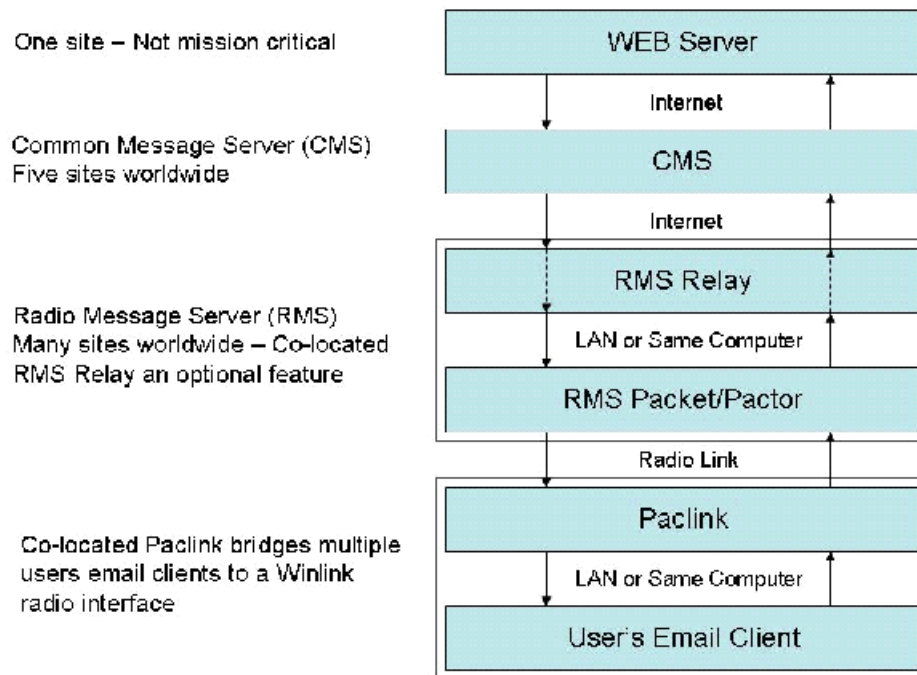 One site – Not mission critical
WEB Server
Internet
Common Message Server (CMS)
Five sites worldwide
CMS
Internet
RMS Relay
Radio Message Server (RMS)
Many sites worldwide – Co-located
RMS Relay an optional feature
LAN or Same Computer
RMS Packet/Pactor
Radio Link
Paclink
Co-located Paclink bridges multiple
users email clients to a Winlink
radio interface
LAN or Same Computer
User's Email Client